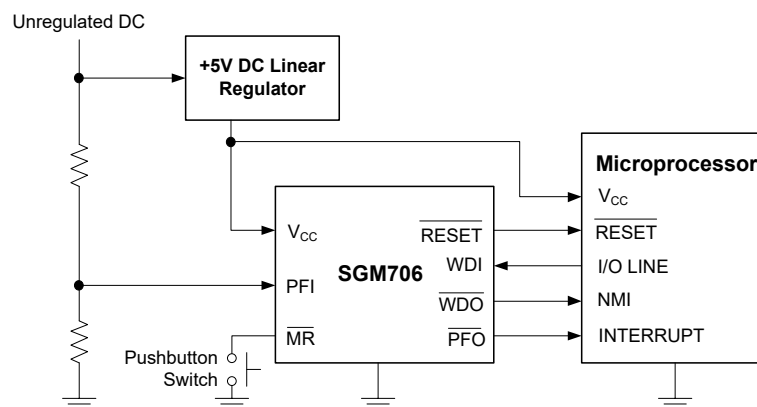 Unregulated DC
+5V DC Linear
Regulator
Microprocessor
VCC
RESET
I/O LINE
NMI
INTERRUPT
SGM706
VCC
PFI
MR
RESET
WDI
WDO
PFO
Pushbutton
Switch